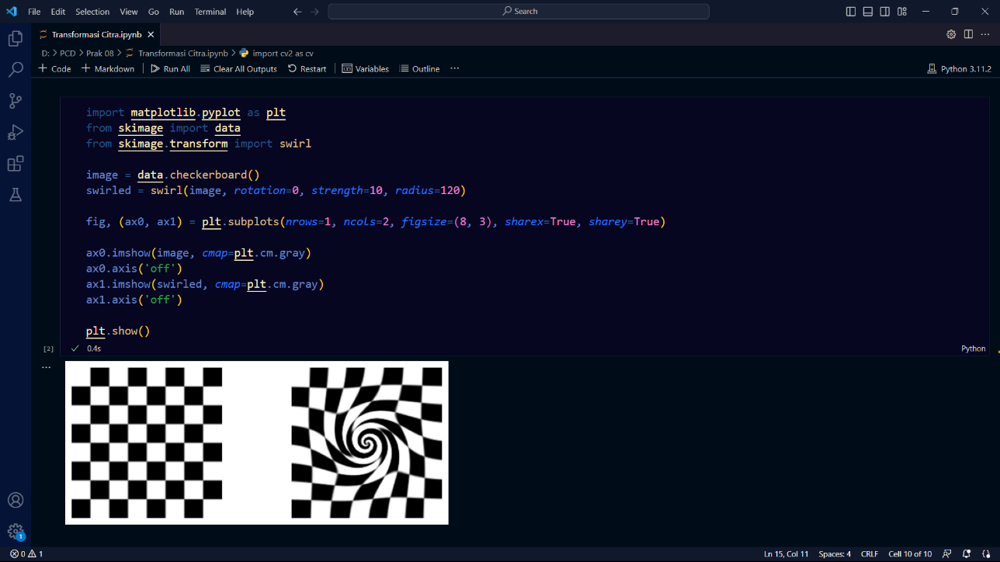 File Edit Selection View Go Run Terminal Help Search
Transformasi Citra.ipynb
D: > PCD > Prak 08 > Transformasi Citra.ipynb > import cv2 as cv
+ Code + Markdown Run All Clear All Outputs Restart Variables Outline ... Python 3.11.2
import matplotlib.pyplot as plt
from skimage import data
from skimage.transform import swirl
image = data.checkerboard()
swirled = swirl(image, rotation=0, strength=10, radius=120)
fig, (ax0, ax1) = plt.subplots(nrows=1, ncols=2, figsize=(8, 3), sharex=True, sharey=True)
ax0.imshow(image, cmap=plt.cm.gray)
ax0.axis('off')
ax1.imshow(swirled, cmap=plt.cm.gray)
ax1.axis('off')
plt.show()
[2] 0.4s Python
...
1
0 1 Ln 15, Col 11 Spaces: 4 CRLF Cell 10 of 10